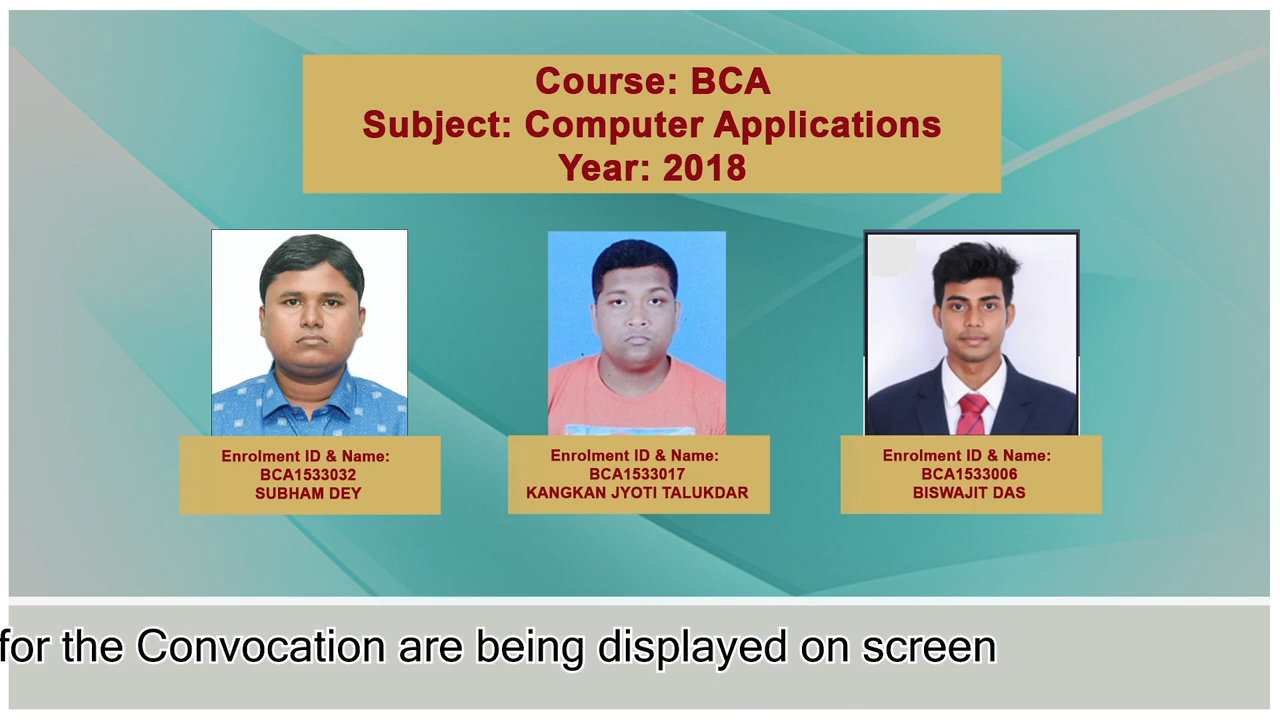 Course: BCA
Subject: Computer Applications
Year: 2018
Enrolment ID & Name:
BCA1533032
SUBHAM DEY
Enrolment ID & Name:
BCA1533017
KANGKAN JYOTI TALUKDAR
Enrolment ID & Name:
BCA1533006
BISWAJIT DAS
for the Convocation are being displayed on screen